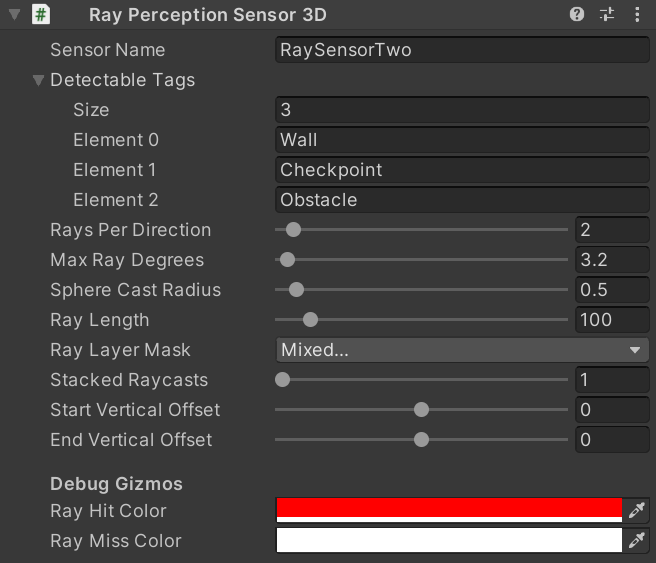 Ray Perception Sensor 3D
Sensor Name RaySensorTwo
Detectable Tags
Size 3
Element 0 Wall
Element 1 Checkpoint
Element 2 Obstacle
Rays Per Direction 2
Max Ray Degrees 3.2
Sphere Cast Radius 0.5
Ray Length 100
Ray Layer Mask Mixed...
Stacked Raycasts 1
Start Vertical Offset 0
End Vertical Offset 0
Debug Gizmos
Ray Hit Color
Ray Miss Color